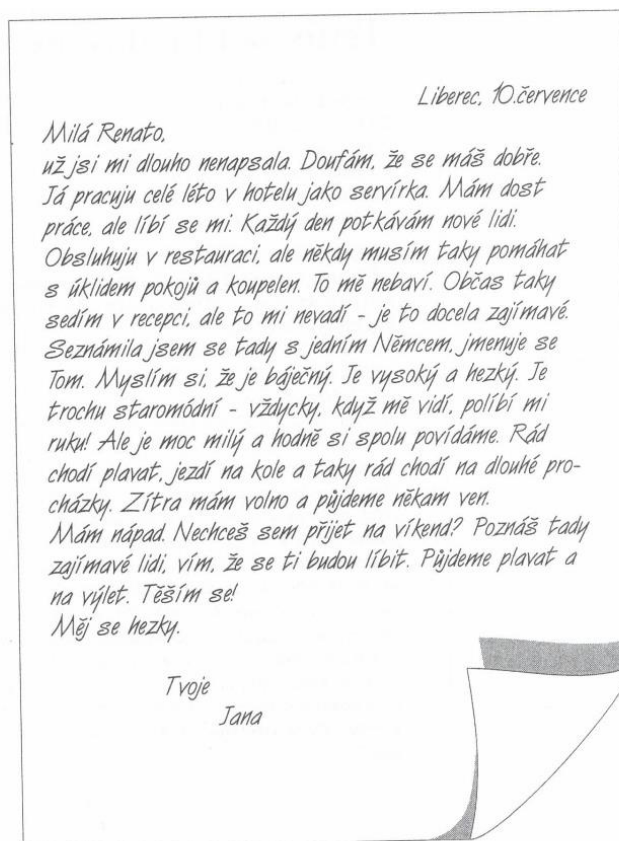 Liberec, 10.července
Milá Renato,
už jsi mi dlouho nenapsala. Doufám, že se máš dobře.
Já pracuju celé léto v hotelu jako servírka. Mám dost
práce, ale líbí se mi. Každý den potkávám nové lidi.
Obsluhuju v restauraci, ale někdy musím taky pomáhat
s úklidem pokojů a koupelen. To mě nebaví. Občas taky
sedím v recepci, ale to mi nevadí - je to docela zajímavé.
Seznámila jsem se tady s jedním Němcem, jmenuje se
Tom. Myslím si, že je báječný. Je vysoký a hezký. Je
trochu staromódní - vždycky, když mě vidí, políbí mi
ruku! Ale je moc milý a hodně si spolu povídáme. Rád
chodí plavat, jezdí na kole a taky rád chodí na dlouhé pro-
cházky. Zítra mám volno a půjdeme někam ven.
Mám nápad. Nechceš sem přijet na víkend? Poznáš tady
zajímavé lidi, vím, že se ti budou líbit. Půjdeme plavat a
na výlet. Těším se!
Měj se hezky.
Tvoje
Jana